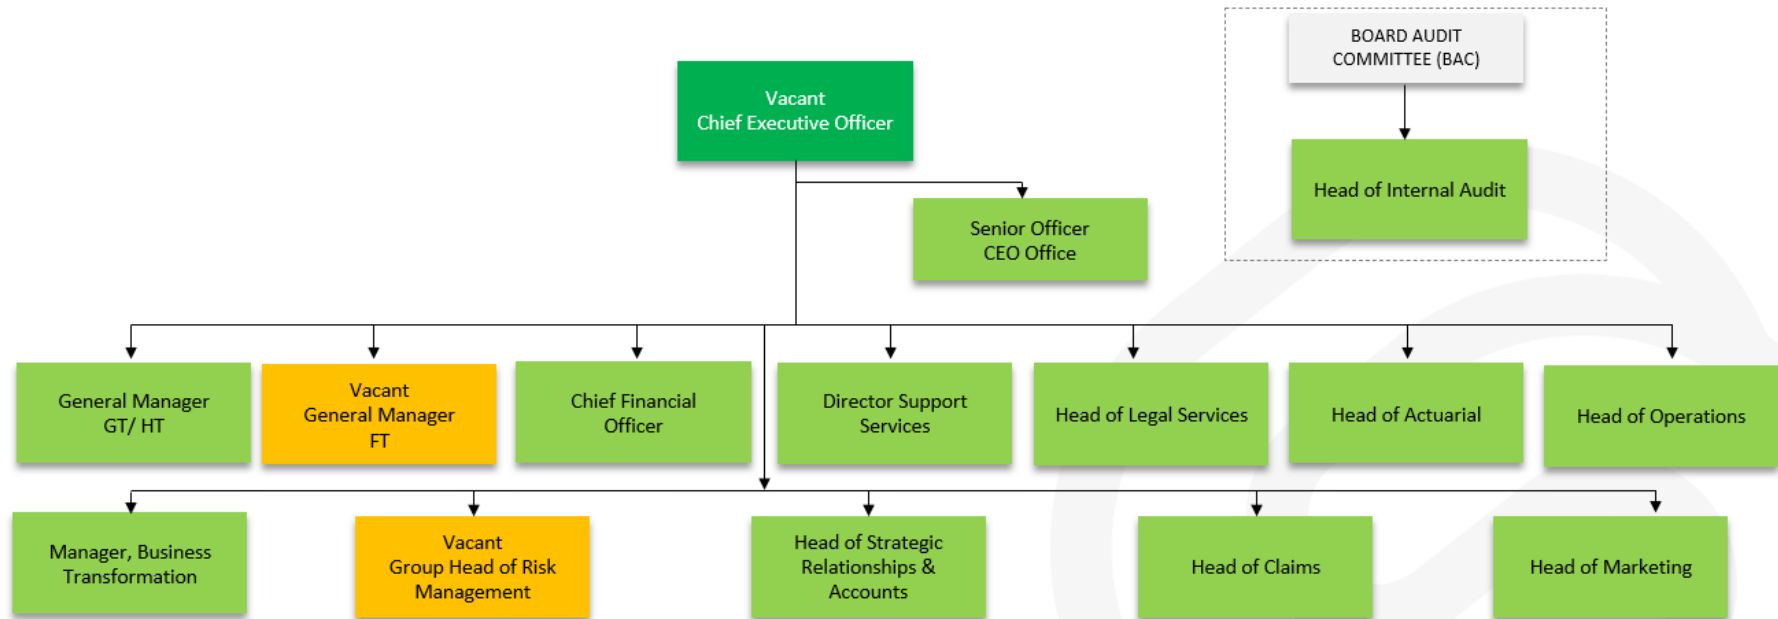 BOARD AUDIT
COMMITTEE (BAC)
Vacant
Chief Executive Officer
Head of Internal Audit
Senior Officer
CEO Office
General Manager
GT/ HT
Vacant
General Manager
FT
Chief Financial
Officer
Director Support
Services
Head of Legal Services
Head of Actuarial
Head of Operations
Manager, Business
Transformation
Vacant
Group Head of Risk
Management
Head of Strategic
Relationships &
Accounts
Head of Claims
Head of Marketing